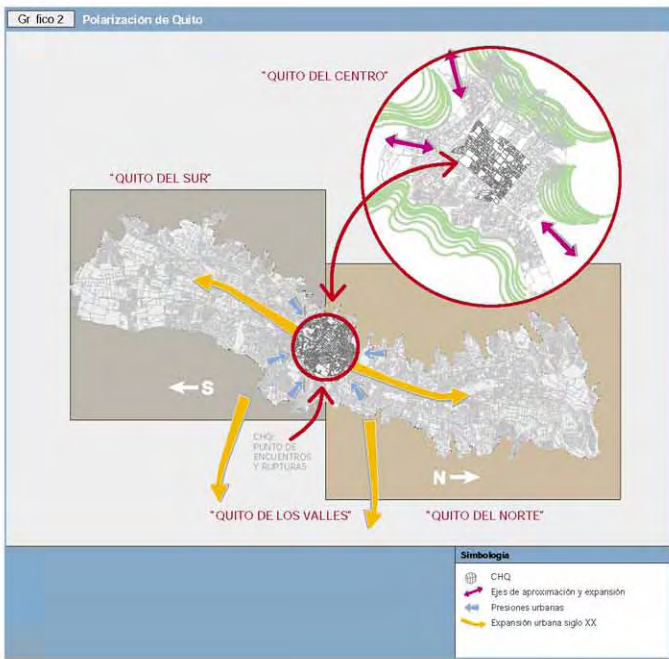 Gr fico 2
Polarización de Quito
"QUITO DEL CENTRO"
"QUITO DEL SUR"
S
CHQ:
PUNTO DE
ENCUENTROS
Y RUPTURAS
N
"QUITO DE LOS VALLES"
"QUITO DEL NORTE"
Simbología
CHQ
Ejes de aproximación y expansión
Presiones urbanas
Expansión urbana siglo XX